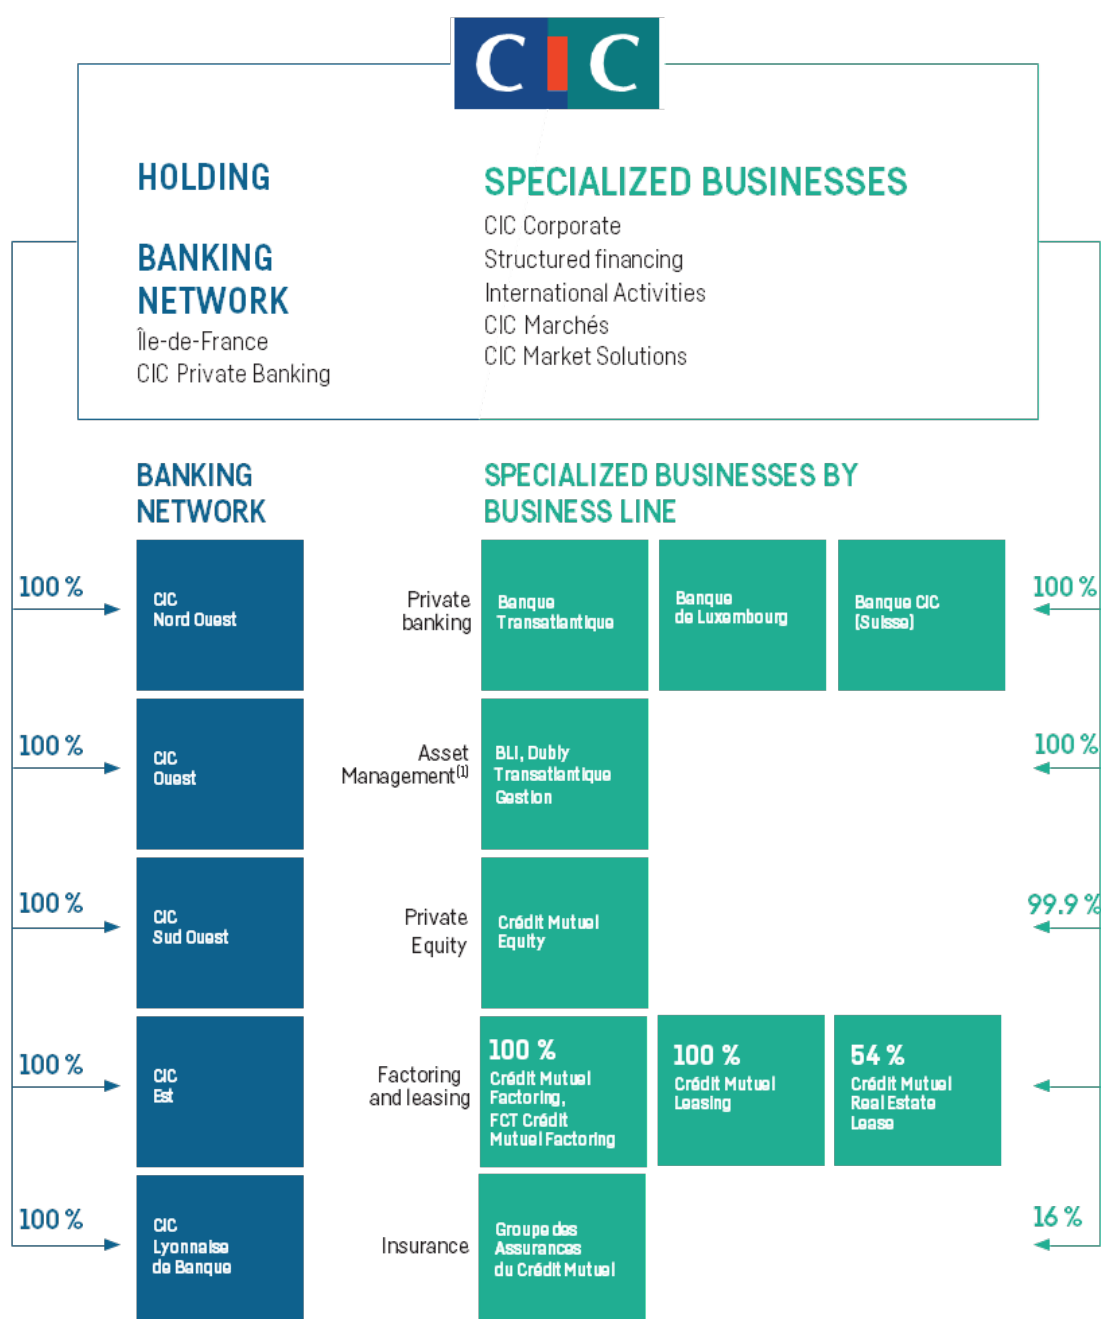 CIC
HOLDING
BANKING
NETWORK
Île-de-France
CIC Private Banking
SPECIALIZED BUSINESSES
CIC Corporate
Structured financing
International Activities
CIC Marchés
CIC Market Solutions
BANKING
NETWORK
SPECIALIZED BUSINESSES BY
BUSINESS LINE
100 %
CIC
Nord Ouest
Private
banking
Banque
Transatlantique
Banque
de Luxembourg
Banque CIC
(Suisse)
100 %
100 %
CIC
Ouest
Asset
Management(1)
BLI, Dubly
Transatlantique
Gestion
100 %
100 %
CIC
Sud Ouest
Private
Equity
Crédit Mutuel
Equity
99.9 %
100 %
CIC
Est
Factoring
and leasing
100 %
Crédit Mutuel
Factoring,
FCT Crédit
Mutuel Factoring
100 %
Crédit Mutuel
Leasing
54 %
Crédit Mutuel
Real Estate
Lease
100 %
CIC
Lyonnaise
de Banque
Insurance
Groupe des
Assurances
du Crédit Mutuel
16 %